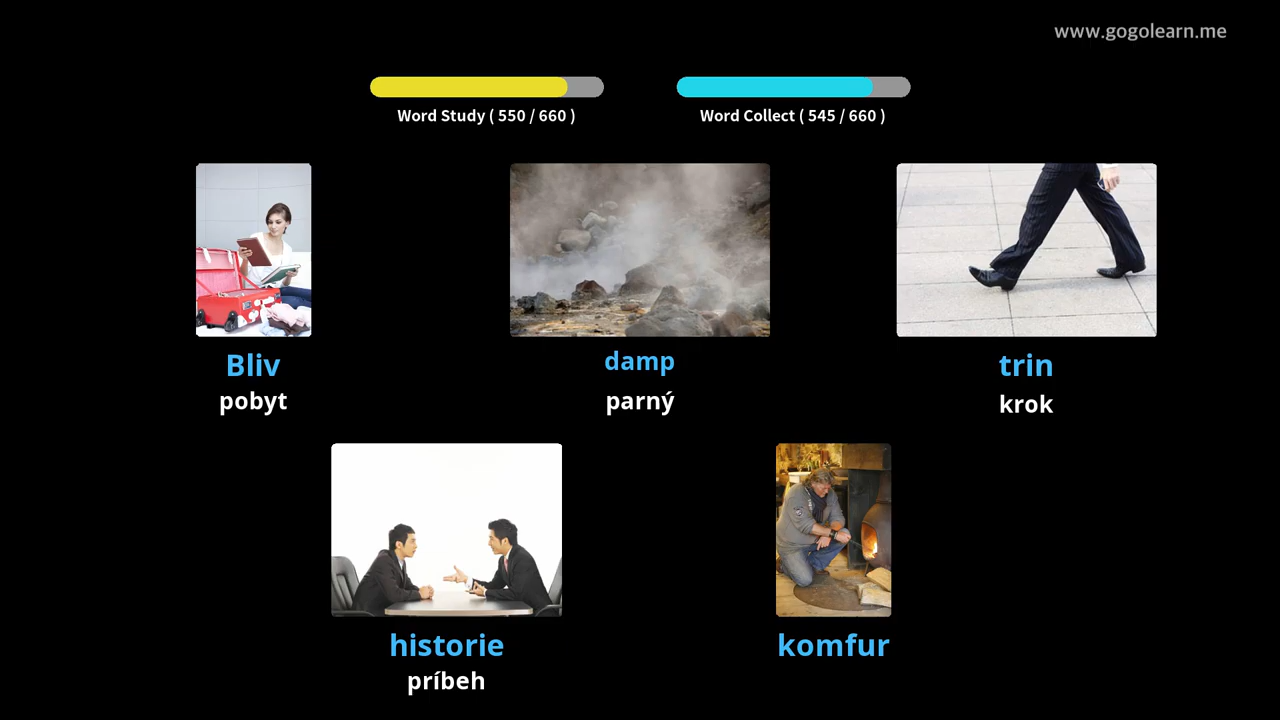 www.gogolearn.me
Word Study ( 550 / 660 )
Word Collect ( 545 / 660 )
Bliv
pobyt
damp
parný
trin
krok
historie
príbeh
komfur